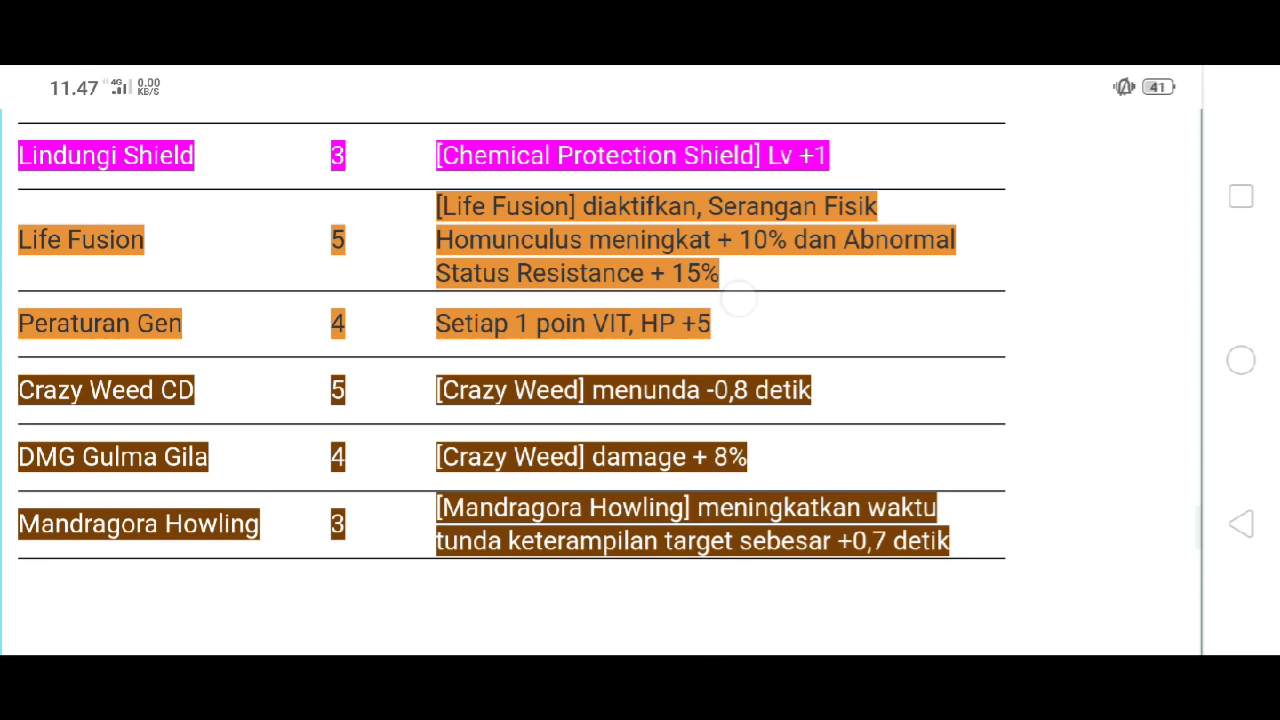 11.47 4G 0.00 KB/S 41
Lindungi Shield 3 [Chemical Protection Shield] Lv +1
[Life Fusion] diaktifkan, Serangan Fisik
Life Fusion 5 Homunculus meningkat + 10% dan Abnormal
Status Resistance + 15%
Peraturan Gen 4 Setiap 1 poin VIT, HP +5
Crazy Weed CD 5 [Crazy Weed] menunda -0,8 detik
DMG Gulma Gila 4 [Crazy Weed] damage + 8%
[Mandragora Howling] meningkatkan waktu
Mandragora Howling 3
tunda keterampilan target sebesar +0,7 detik